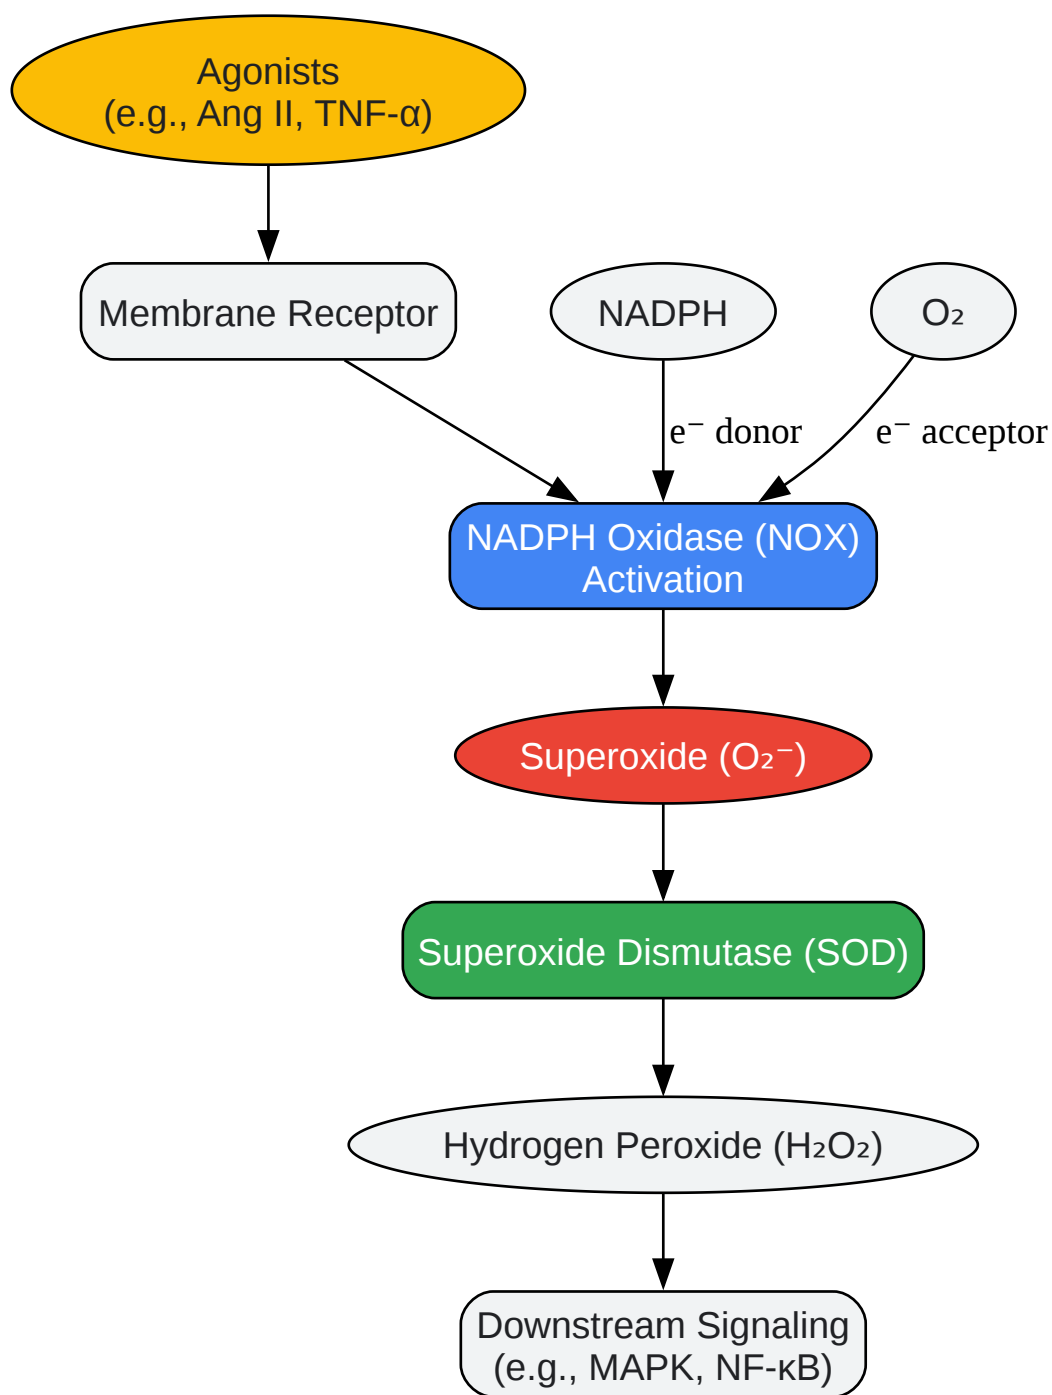 Agonists
(e.g., Ang II, TNF-α)
Membrane Receptor
NADPH
O₂
e⁻ donor
e⁻ acceptor
NADPH Oxidase (NOX)
Activation
Superoxide (O₂⁻)
Superoxide Dismutase (SOD)
Hydrogen Peroxide (H₂O₂)
Downstream Signaling
(e.g., MAPK, NF-κB)